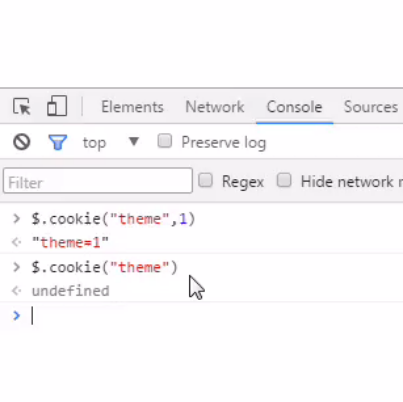 Elements Network Console Sources
top Preserve log
Filter Regex Hide network
> $.cookie("theme",1)
"theme=1"
> $.cookie("theme")
undefined
>